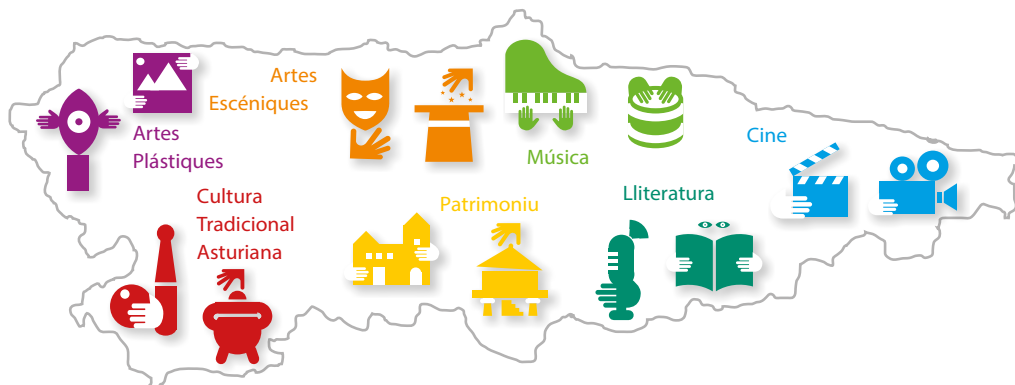 Artes
Plástiques
Artes
Escéniques
Música
Cine
Cultura
Tradicional
Asturiana
Patrimoniu
Lliteratura